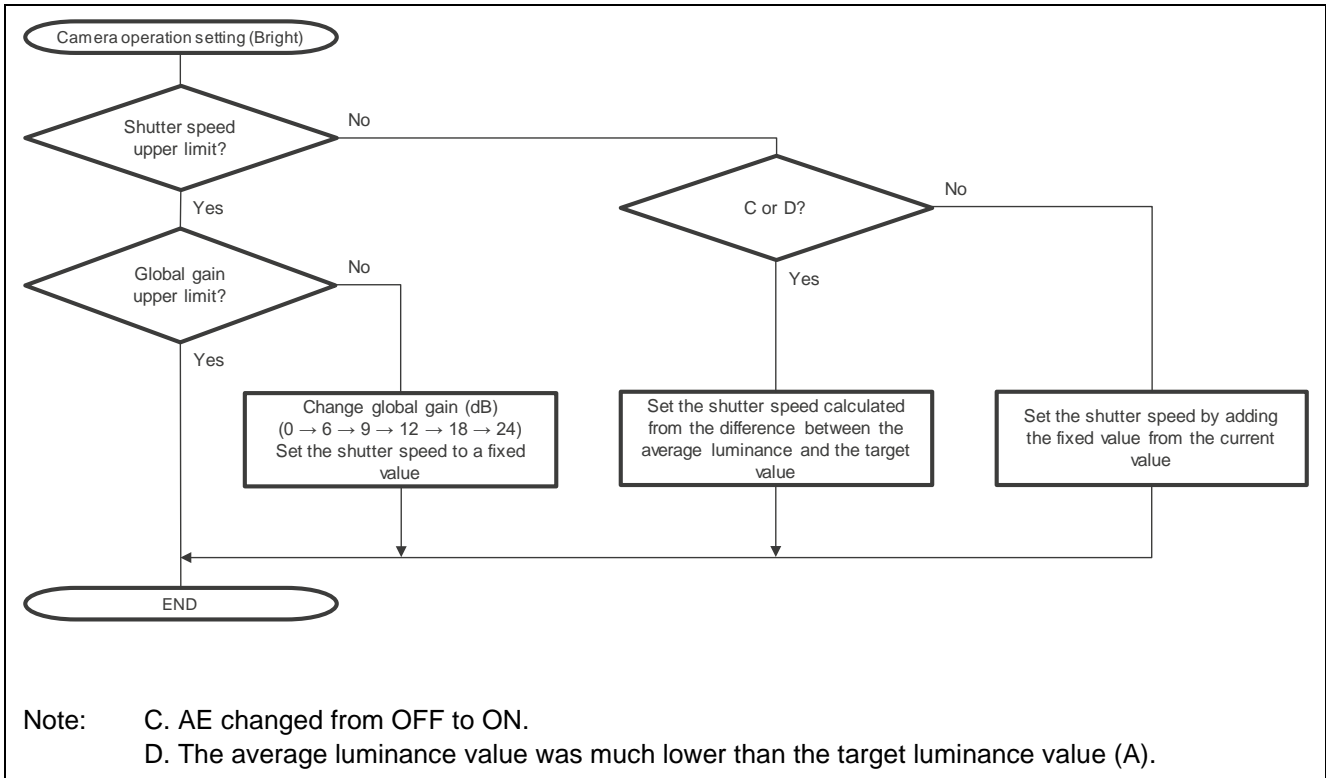 Camera operation setting (Bright)
Shutter speed
upper limit?
No
Yes
C or D?
No
Yes
Global gain
upper limit?
No
Yes
Change global gain (dB)
(0 → 6 → 9 → 12 → 18 → 24)
Set the shutter speed to a fixed
value
Set the shutter speed calculated
from the difference between the
average luminance and the target
value
Set the shutter speed by adding
the fixed value from the current
value
END
Note: C. AE changed from OFF to ON.
D. The average luminance value was much lower than the target luminance value (A).